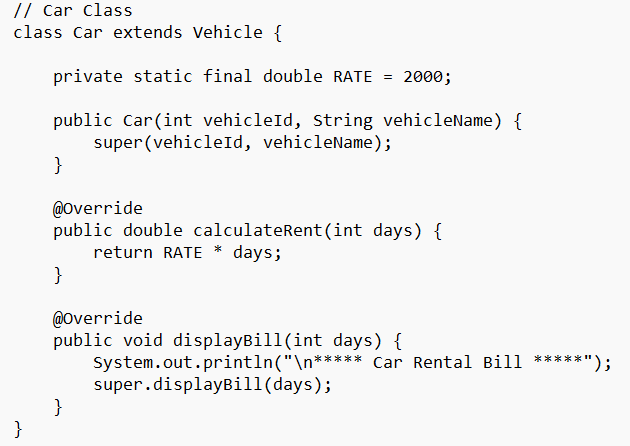 // Car Class
class Car extends Vehicle {

    private static final double RATE = 2000;

    public Car(int vehicleId, String vehicleName) {
        super(vehicleId, vehicleName);
    }

    @Override
    public double calculateRent(int days) {
        return RATE * days;
    }

    @Override
    public void displayBill(int days) {
        System.out.println("\n***** Car Rental Bill *****");
        super.displayBill(days);
    }
}